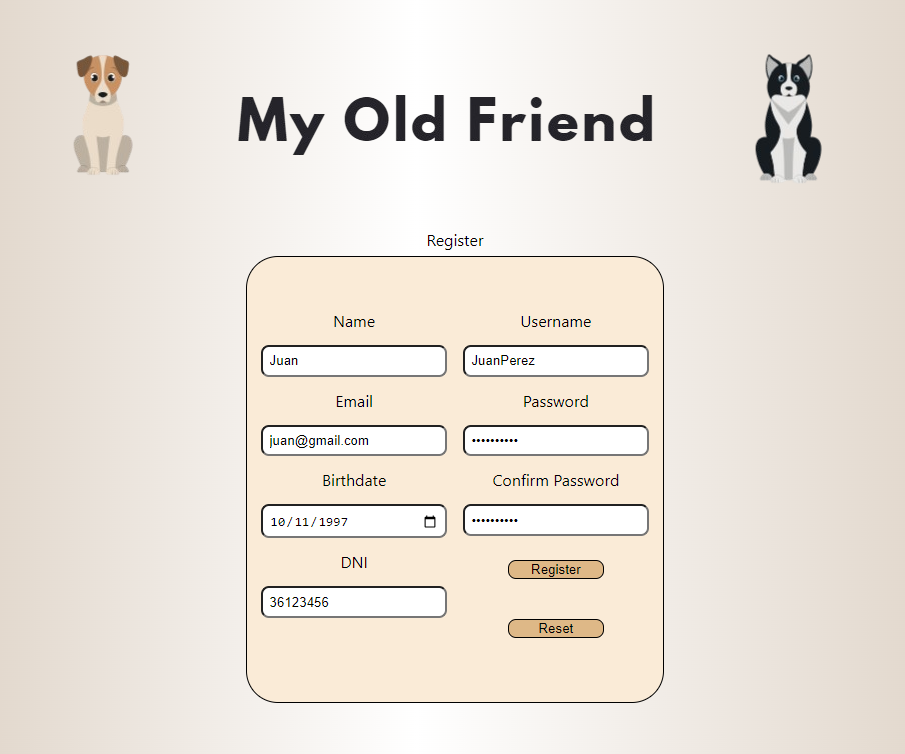 My Old Friend
Register
Name
Username
Juan
JuanPerez
Email
Password
juan@gmail.com
••••••••••
Birthdate
Confirm Password
10/11/1997
••••••••••
DNI
Register
36123456
Reset